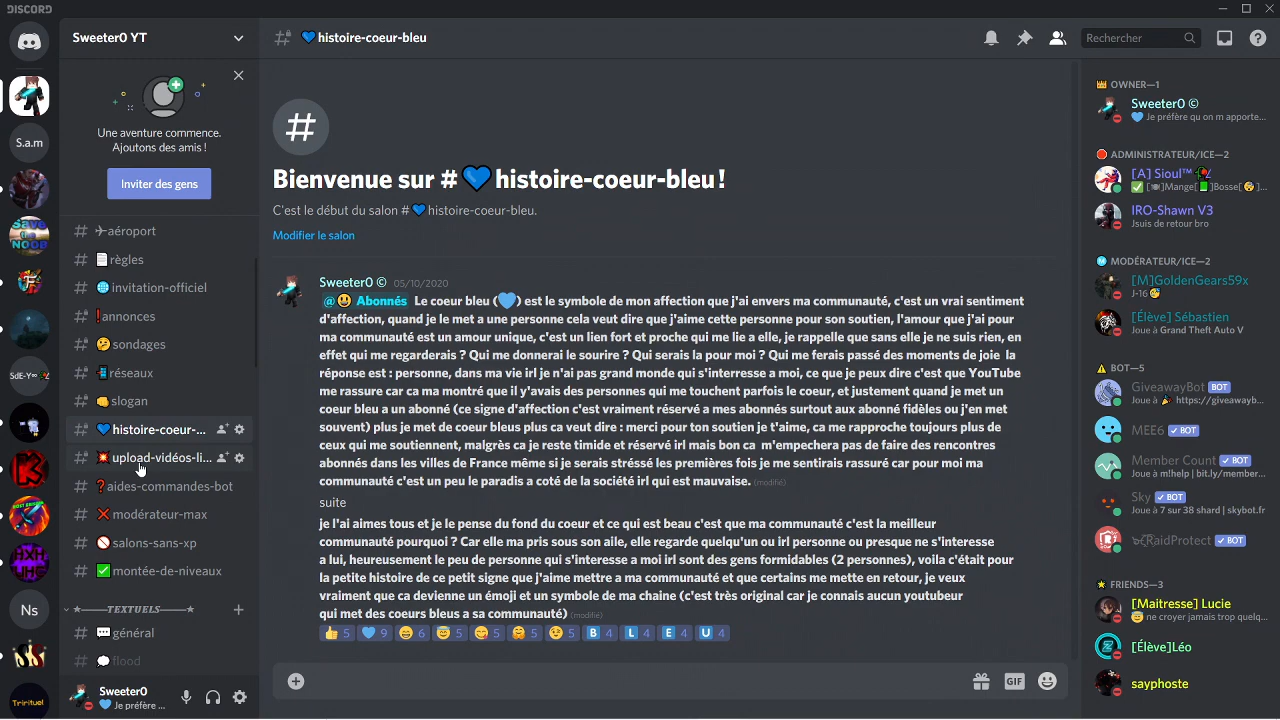 DISCORD
Sweeter0 YT
Une aventure commence.
Ajoutons des amis !
Inviter des gens
S.a.m
Save the NOOB
SdE-Y∞
Ns
Trirituel
aéroport
règles
invitation-officiel
annonces
sondages
réseaux
slogan
💙histoire-coeur-...
💥upload-vidéos-li...
❓aides-commandes-bot
❌modérateur-max
🚫salons-sans-xp
✅montée-de-niveaux
★——TEXTUELS——★
💬général
💭flood
Sweeter0
💙 Je préfère ...
# 💙histoire-coeur-bleu
Rechercher
#
Bienvenue sur #💙histoire-coeur-bleu !
C'est le début du salon #💙histoire-coeur-bleu.
Modifier le salon
Sweeter0 © 05/10/2020
@😃 Abonnés Le coeur bleu (💙) est le symbole de mon affection que j'ai envers ma communauté, c'est un vrai sentiment
d'affection, quand je le met a une personne cela veut dire que j'aime cette personne pour son soutien, l'amour que j'ai pour
ma communauté est un amour unique, c'est un lien fort et proche qui me lie a elle, je rappelle que sans elle je ne suis rien, en
effet qui me regarderais ? Qui me donnerai le sourire ? Qui serais la pour moi ? Qui me ferais passé des moments de joie la
réponse est : personne, dans ma vie irl je n'ai pas grand monde qui s'interresse a moi, ce que je peux dire c'est que YouTube
me rassure car ca ma montré que il y'avais des personnes qui me touchent parfois le coeur, et justement quand je met un
coeur bleu a un abonné (ce signe d'affection c'est vraiment réservé a mes abonnés surtout aux abonné fidèles ou j'en met
souvent) plus je met de coeur bleus plus ca veut dire : merci pour ton soutien je t'aime, ca me rapproche toujours plus de
ceux qui me soutiennent, malgrès ca je reste timide et réservé irl mais bon ca m'empechera pas de faire des rencontres
abonnés dans les villes de France même si je serais stréssé les premières fois je me sentirais rassuré car pour moi ma
communauté c'est un peu le paradis a coté de la société irl qui est mauvaise. (modifié)
suite
je l'ai aimes tous et je le pense du fond du coeur et ce qui est beau c'est que ma communauté c'est la meilleur
communauté pourquoi ? Car elle ma pris sous son aile, elle regarde quelqu'un ou irl personne ou presque ne s'interesse
a lui, heureusement le peu de personne qui s'interesse a moi irl sont des gens formidables (2 personnes), voila c'était pour
la petite histoire de ce petit signe que j'aime mettre a ma communauté et que certains me mette en retour, je veux
vraiment que ca devienne un émoji et un symbole de ma chaine (c'est très original car je connais aucun youtubeur
qui met des coeurs bleus a sa communauté) (modifié)
👍 5 💙 9 😄 6 😇 5 😋 5 🤗 5 😉 5 B 4 L 4 E 4 U 4
GIF
👑 OWNER—1
Sweeter0 ©
💙 Je préfère qu on m apporte...
🔴 ADMINISTRATEUR/ICE—2
[A] Sioul™
✅ [🍽]Mange[📗]Bosse[😴]...
IRO-Shawn V3
Jsuis de retour bro
Ⓜ MODÉRATEUR/ICE—2
[M]GoldenGears59x
J-16
[Élève] Sébastien
Joue à Grand Theft Auto V
⚠ BOT—5
GiveawayBot BOT
Joue à 🎉 https://giveawayb...
MEE6 ✓ BOT
Member Count ✓ BOT
Joue à m!help | bit.ly/member...
Sky ✓ BOT
Joue à 7 sur 38 shard | skybot.fr
RaidProtect ✓ BOT
★ FRIENDS—3
[Maitresse] Lucie
😇 ne croyer jamais trop quelq...
[Élève]Léo
sayphoste